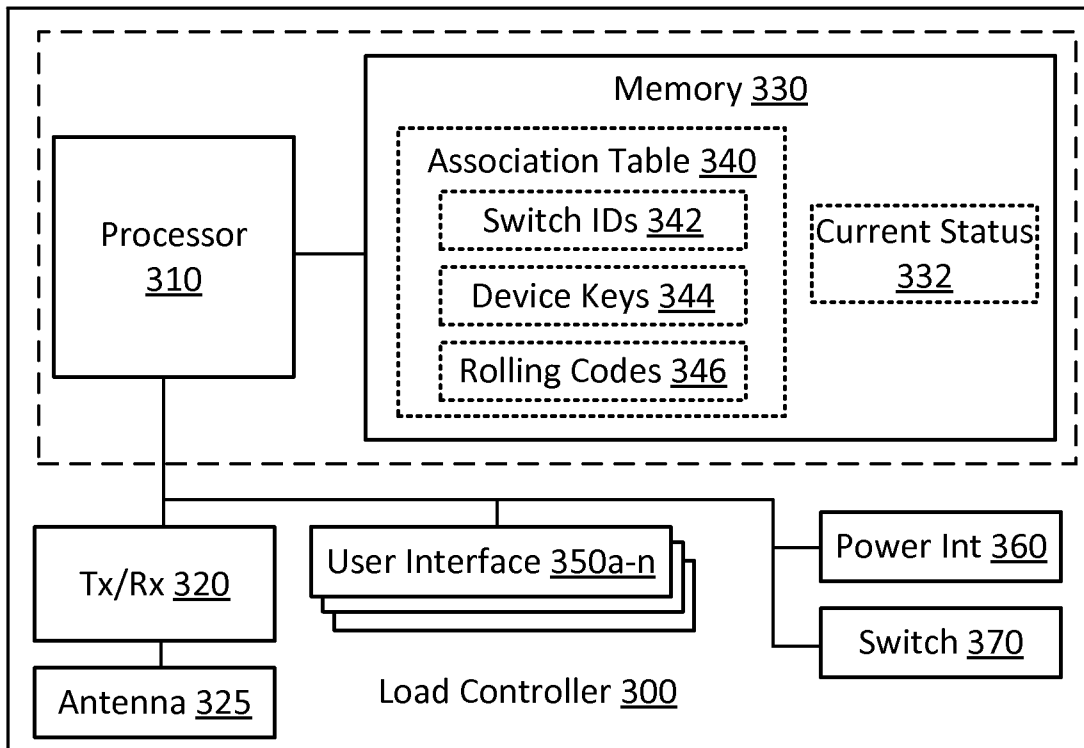 Memory 330
Association Table 340
Switch IDs 342
Device Keys 344
Rolling Codes 346
Current Status
332
Processor
310
Tx/Rx 320
Antenna 325
User Interface 350a-n
Load Controller 300
Power Int 360
Switch 370